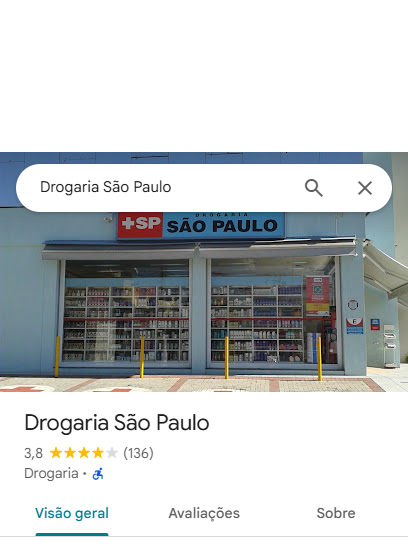 Drogaria São Paulo
DROGARIA
+SP SÃO PAULO
Drogaria São Paulo
3,8 (136)
Drogaria •
Visão geral Avaliações Sobre